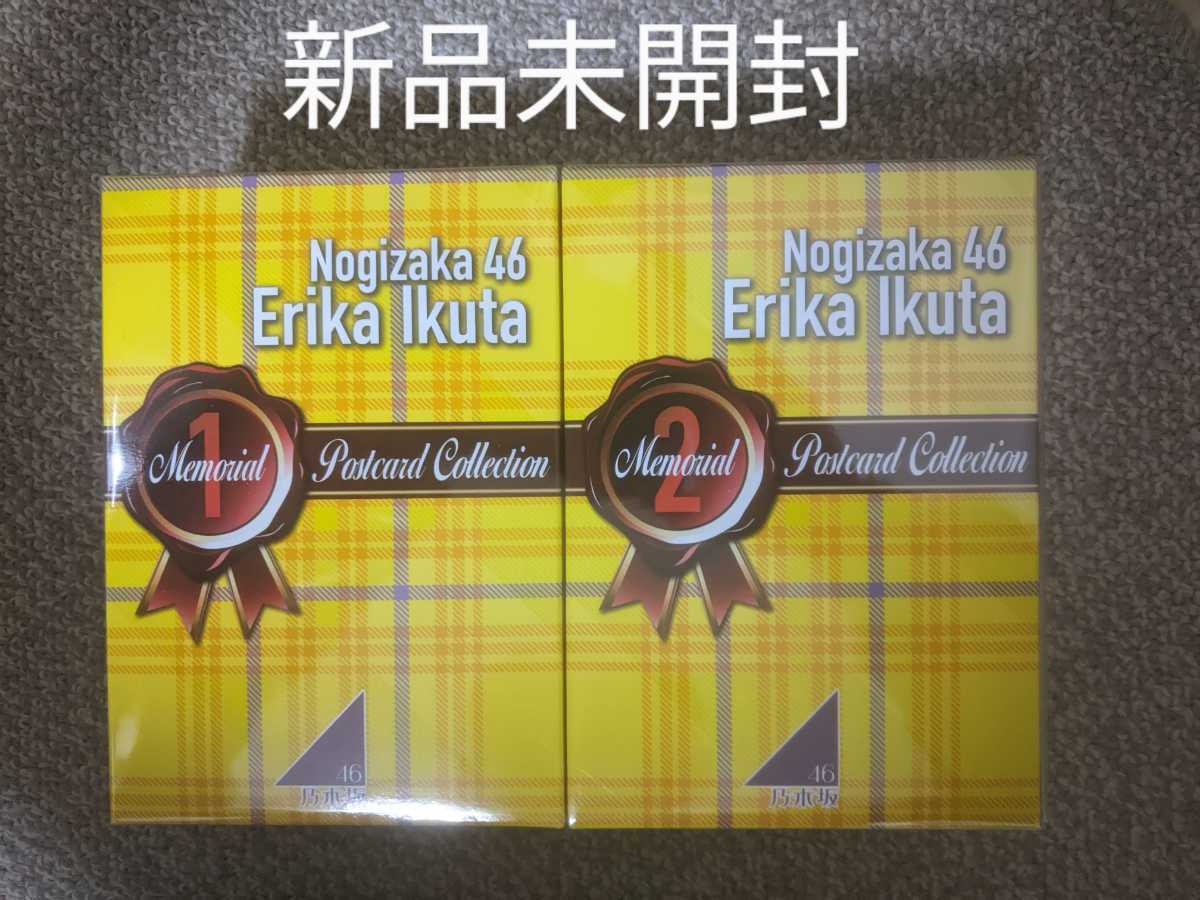 新品未開封
Nogizaka 46
Erika Ikuta
1
Memorial
Postcard Collection
46
乃木坂
Nogizaka 46
Erika Ikuta
2
Memorial
Postcard Collection
46
乃木坂